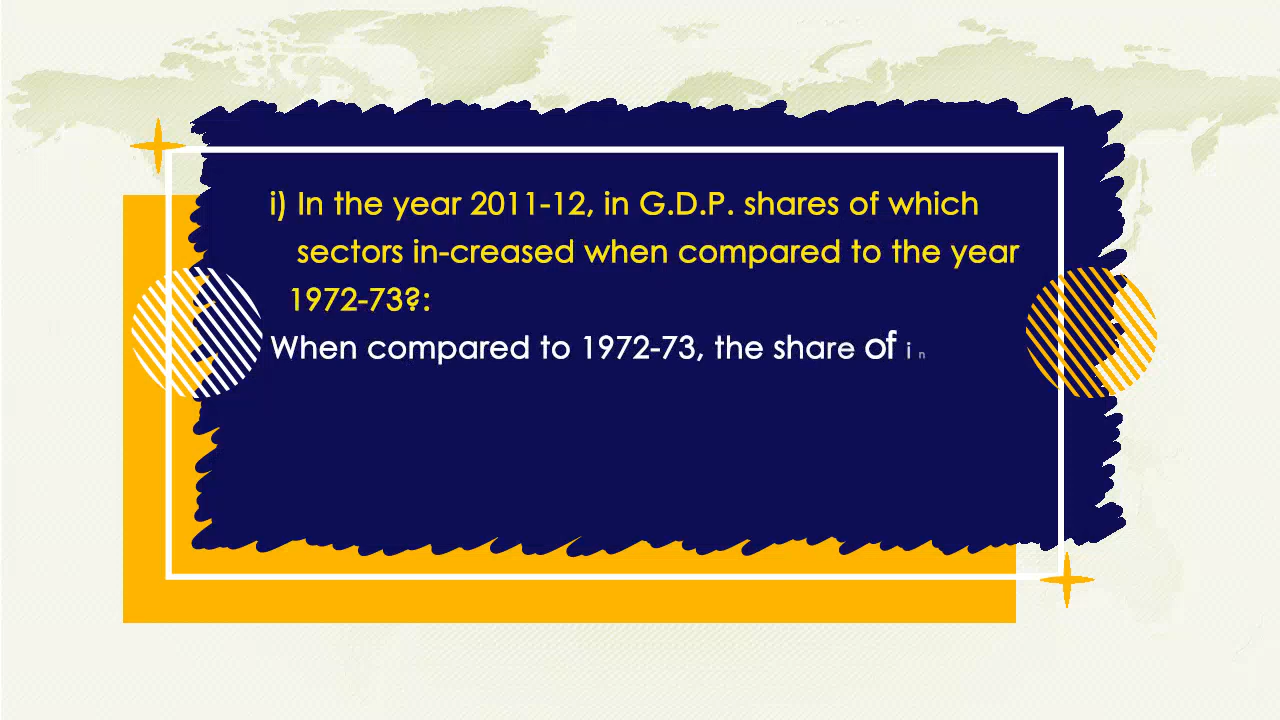 i) In the year 2011-12, in G.D.P. shares of which
sectors in-creased when compared to the year
1972-73?:
When compared to 1972-73, the share of in